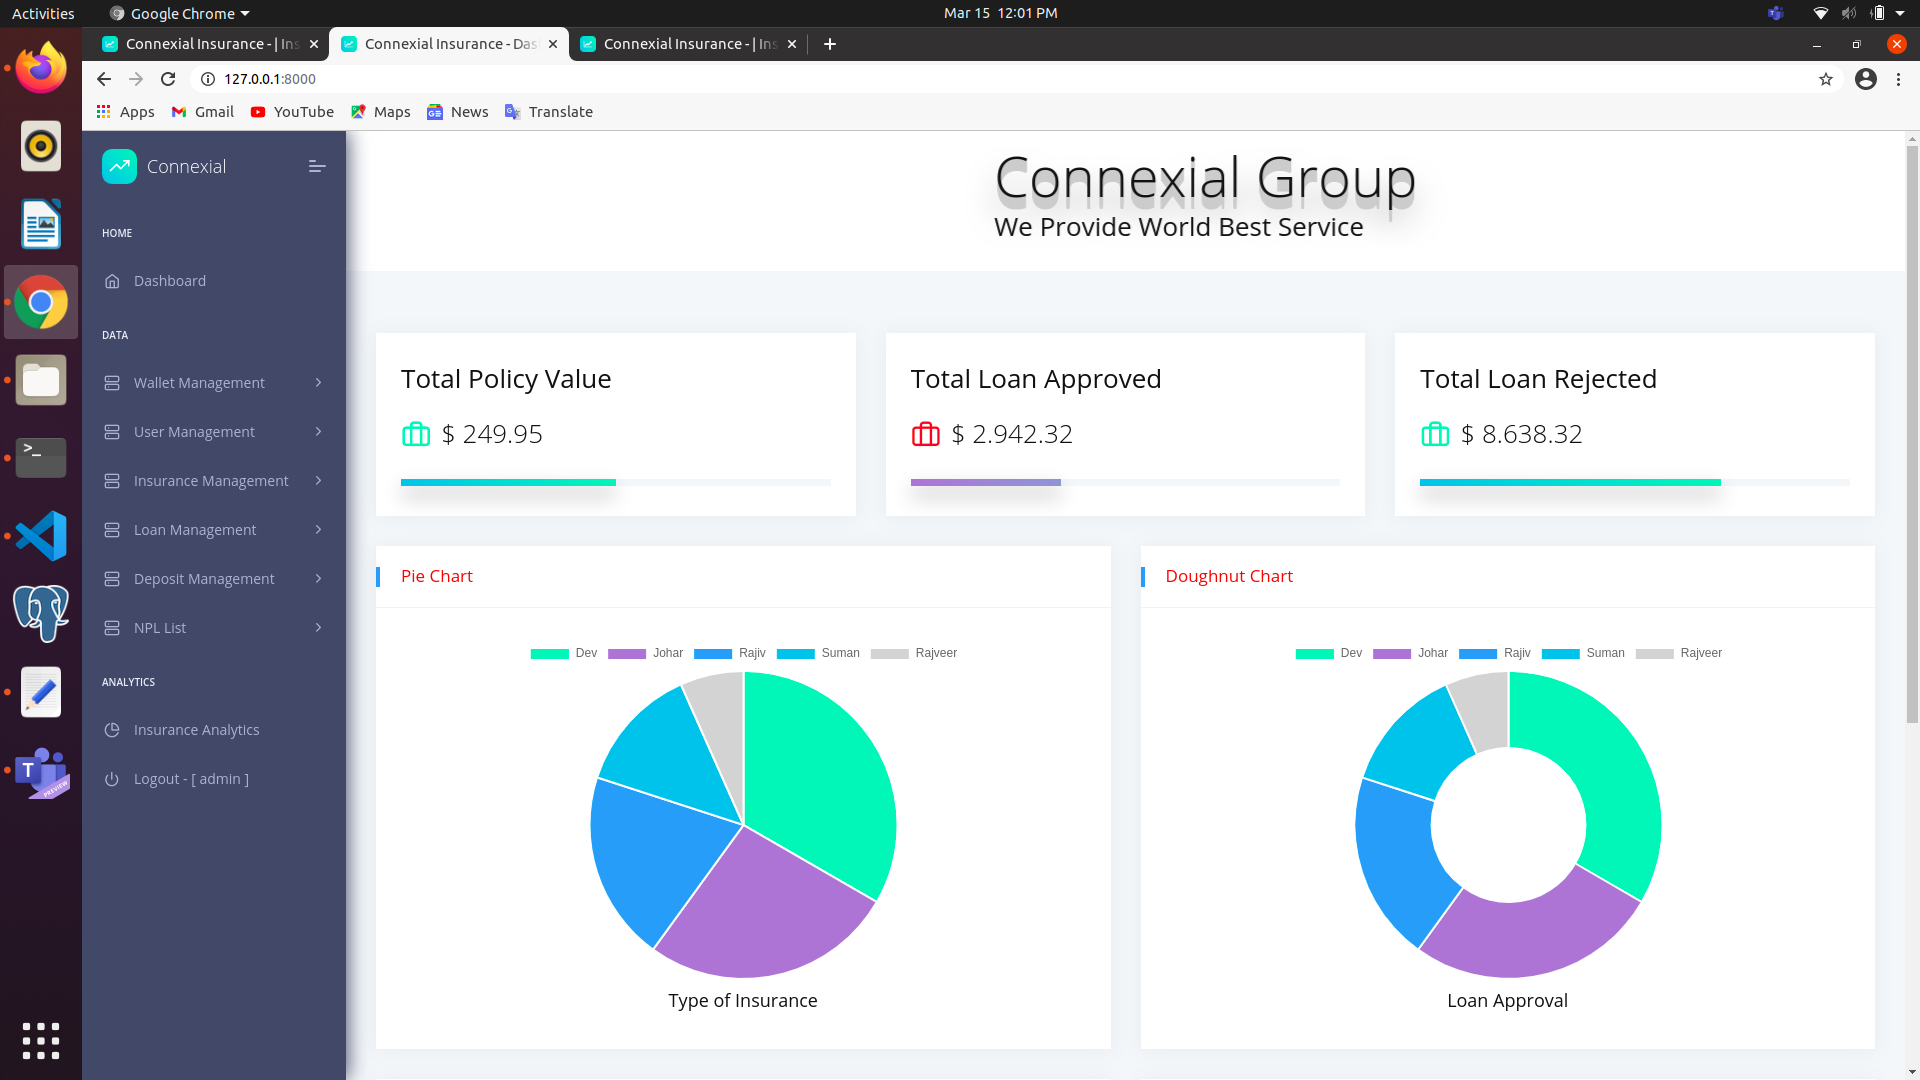 Activities
Google Chrome
Mar 15 12:01 PM
Connexial Insurance - | Ins
Connexial Insurance - Das
Connexial Insurance - | Ins
127.0.0.1:8000
Apps
Gmail
YouTube
Maps
News
Translate
Connexial
HOME
Dashboard
DATA
Wallet Management
User Management
Insurance Management
Loan Management
Deposit Management
NPL List
ANALYTICS
Insurance Analytics
Logout - [ admin ]
Connexial Group
We Provide World Best Service
Total Policy Value
$ 249.95
Total Loan Approved
$ 2.942.32
Total Loan Rejected
$ 8.638.32
Pie Chart
Dev
Johar
Rajiv
Suman
Rajveer
Type of Insurance
Doughnut Chart
Dev
Johar
Rajiv
Suman
Rajveer
Loan Approval
T
PREVIEW